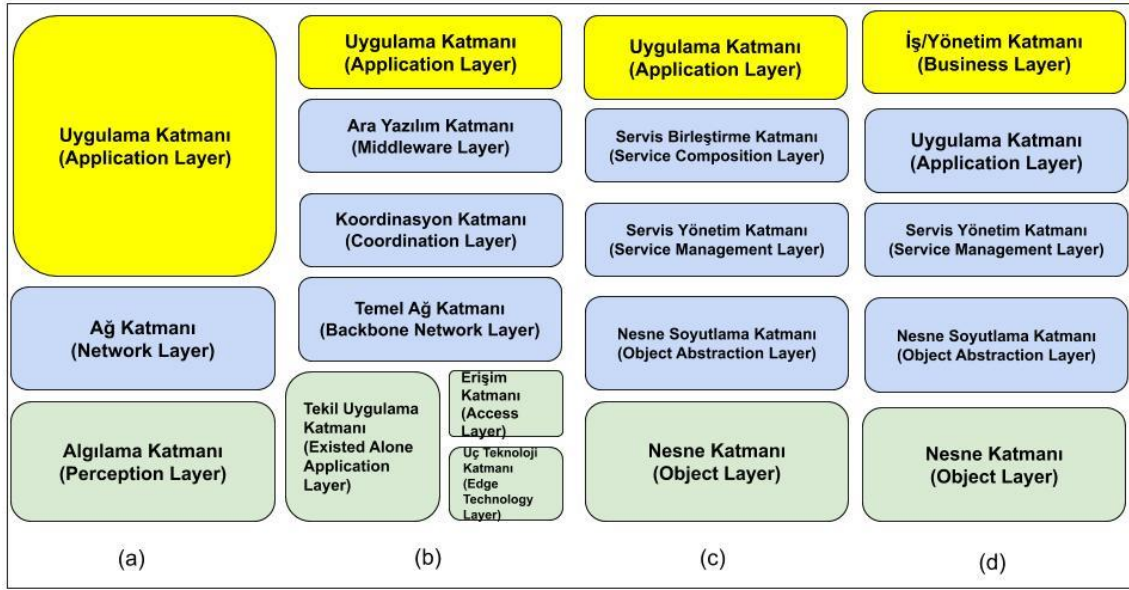 Uygulama Katmanı
(Application Layer)
Ağ Katmanı
(Network Layer)
Algılama Katmanı
(Perception Layer)
(a)
Uygulama Katmanı
(Application Layer)
Ara Yazılım Katmanı
(Middleware Layer)
Koordinasyon Katmanı
(Coordination Layer)
Temel Ağ Katmanı
(Backbone Network Layer)
Tekil Uygulama
Katmanı
(Existed Alone
Application
Layer)
Erişim
Katmanı
(Access
Layer)
Uç Teknoloji
Katmanı
(Edge
Technology
Layer)
(b)
Uygulama Katmanı
(Application Layer)
Servis Birleştirme Katmanı
(Service Composition Layer)
Servis Yönetim Katmanı
(Service Management Layer)
Nesne Soyutlama Katmanı
(Object Abstraction Layer)
Nesne Katmanı
(Object Layer)
(c)
İş/Yönetim Katmanı
(Business Layer)
Uygulama Katmanı
(Application Layer)
Servis Yönetim Katmanı
(Service Management Layer)
Nesne Soyutlama Katmanı
(Object Abstraction Layer)
Nesne Katmanı
(Object Layer)
(d)